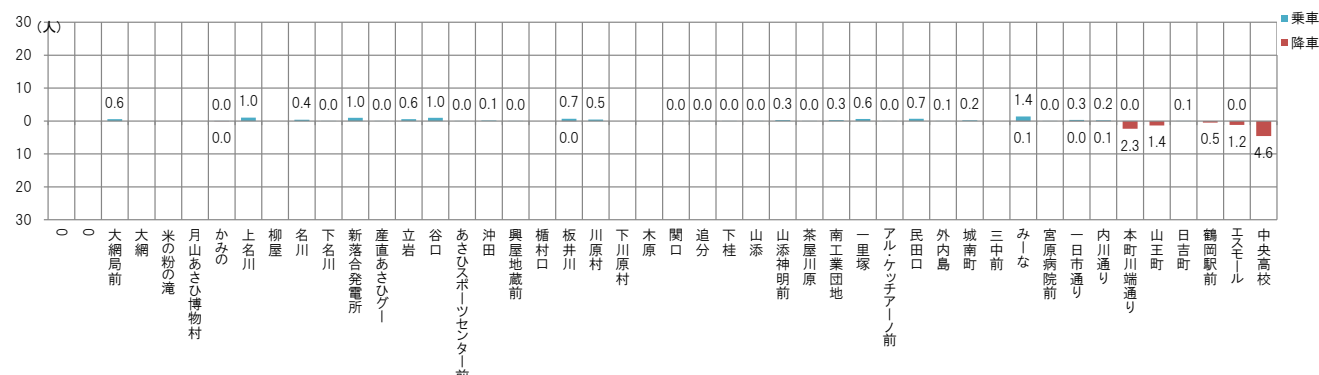 30
(人)
20
10
0
10
20
30
乗車
降車
0.6 0.0 1.0 0.4 0.0 1.0 0.0 0.6 1.0 0.0 0.1 0.0 0.7 0.5 0.0 0.0 0.0 0.0 0.3 0.0 0.3 0.6 0.0 0.7 0.1 0.2 1.4 0.0 0.3 0.2 0.0 0.1 0.0
0.0 0.0 0.1 0.0 0.1 2.3 1.4 0.5 1.2 4.6
0
0
大網局前
大網
米の粉の滝
月山あさひ博物村
かみの
上名川
柳屋
名川
下名川
新落合発電所
産直あさひグー
立岩
谷口
あさひスポーツセンター前
沖田
興屋地蔵前
楯村口
板井川
川原村
下川原村
木原
関口
追分
下桂
山添
山添神明前
茶屋川原
南工業団地
一里塚
アル・ケッチアーノ前
民田口
外内島
城南町
三中前
みーな
宮原病院前
一日市通り
内川通り
本町川端通り
山王町
日吉町
鶴岡駅前
エスモール
中央高校